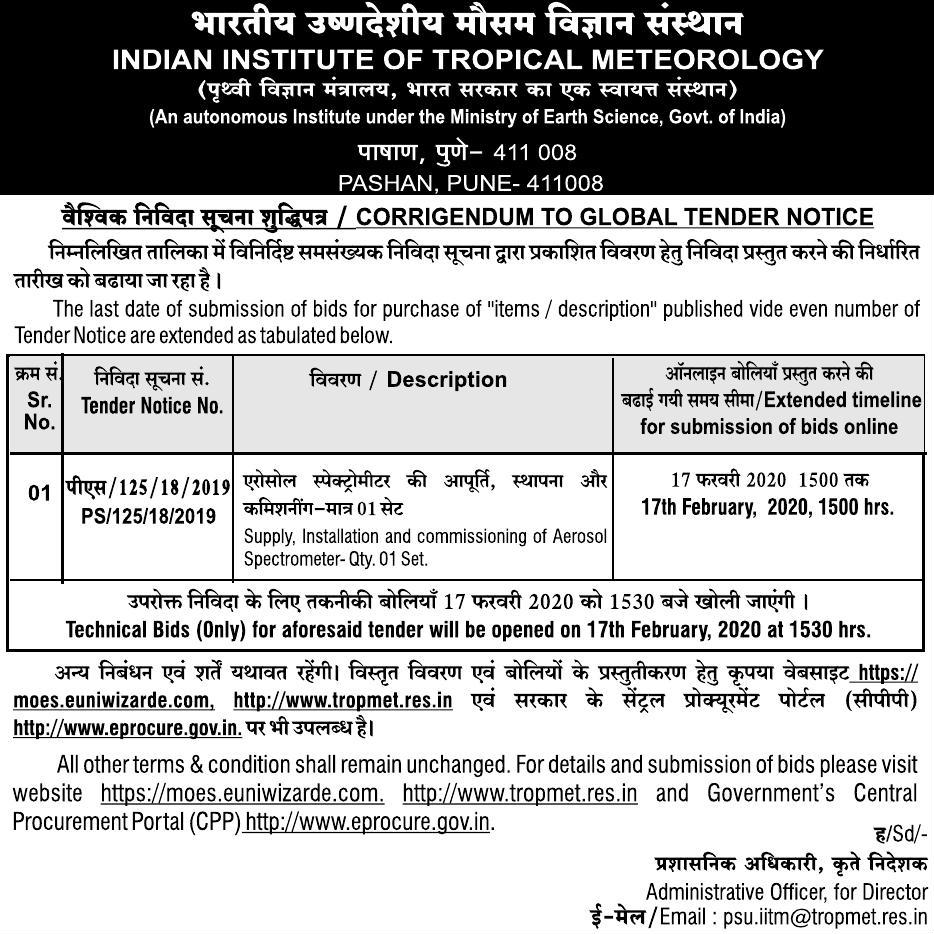 भारतीय उष्णदेशीय मौसम विज्ञान संस्थान
INDIAN INSTITUTE OF TROPICAL METEOROLOGY
(पृथ्वी विज्ञान मंत्रालय, भारत सरकार का एक स्वायत्त संस्थान)
(An autonomous Institute under the Ministry of Earth Science, Govt. of India)
पाषाण, पुणे– 411 008
PASHAN, PUNE- 411008
वैश्विक निविदा सूचना शुद्धिपत्र / CORRIGENDUM TO GLOBAL TENDER NOTICE
निम्नलिखित तालिका में विनिर्दिष्ट समसंख्यक निविदा सूचना द्वारा प्रकाशित विवरण हेतु निविदा प्रस्तुत करने की निर्धारित
तारीख को बढाया जा रहा है।
The last date of submission of bids for purchase of "items / description" published vide even number of
Tender Notice are extended as tabulated below.
क्रम सं.
Sr.
No.
निविदा सूचना सं.
Tender Notice No.
विवरण / Description
ऑनलाइन बोलियाँ प्रस्तुत करने की
बढाई गयी समय सीमा/Extended timeline
for submission of bids online
01
पीएस/125/18/2019
PS/125/18/2019
एरोसोल स्पेक्ट्रोमीटर की आपूर्ति, स्थापना और
कमिशनींग–मात्र 01 सेट
Supply, Installation and commissioning of Aerosol
Spectrometer- Qty. 01 Set.
17 फरवरी 2020 1500 तक
17th February, 2020, 1500 hrs.
उपरोक्त निविदा के लिए तकनीकी बोलियाँ 17 फरवरी 2020 को 1530 बजे खोली जाएंगी।
Technical Bids (Only) for aforesaid tender will be opened on 17th February, 2020 at 1530 hrs.
अन्य निबंधन एवं शर्तें यथावत रहेंगी। विस्तृत विवरण एवं बोलियों के प्रस्तुतीकरण हेतु कृपया वेबसाइट https://
moes.euniwizarde.com, http://www.tropmet.res.in एवं सरकार के सेंट्रल प्रोक्यूरमेंट पोर्टल (सीपीपी)
http://www.eprocure.gov.in. पर भी उपलब्ध है।
All other terms & condition shall remain unchanged. For details and submission of bids please visit
website https://moes.euniwizarde.com. http://www.tropmet.res.in and Government's Central
Procurement Portal (CPP) http://www.eprocure.gov.in.
ह/Sd/-
प्रशासनिक अधिकारी, कृते निदेशक
Administrative Officer, for Director
ई-मेल/Email : psu.iitm@tropmet.res.in